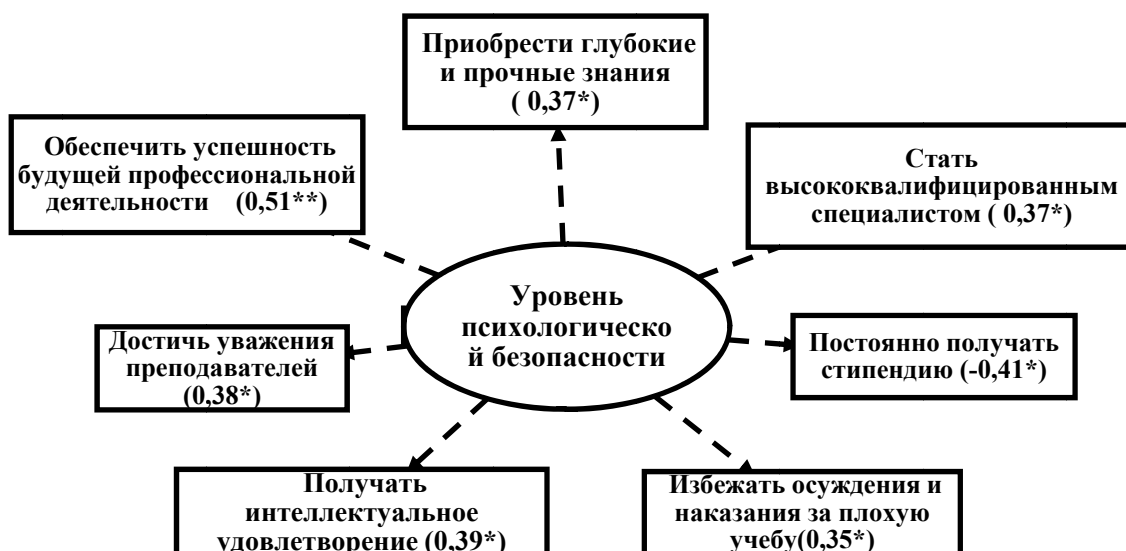 Приобрести глубокие
и прочные знания
( 0,37*)
Обеспечить успешность
будущей профессиональной
деятельности (0,51**)
Стать
высококвалифицированным
специалистом ( 0,37*)
Уровень
психологическо
й безопасности
Достичь уважения
преподавателей
(0,38*)
Постоянно получать
стипендию (-0,41*)
Получать
интеллектуальное
удовлетворение (0,39*)
Избежать осуждения и
наказания за плохую
учебу(0,35*)